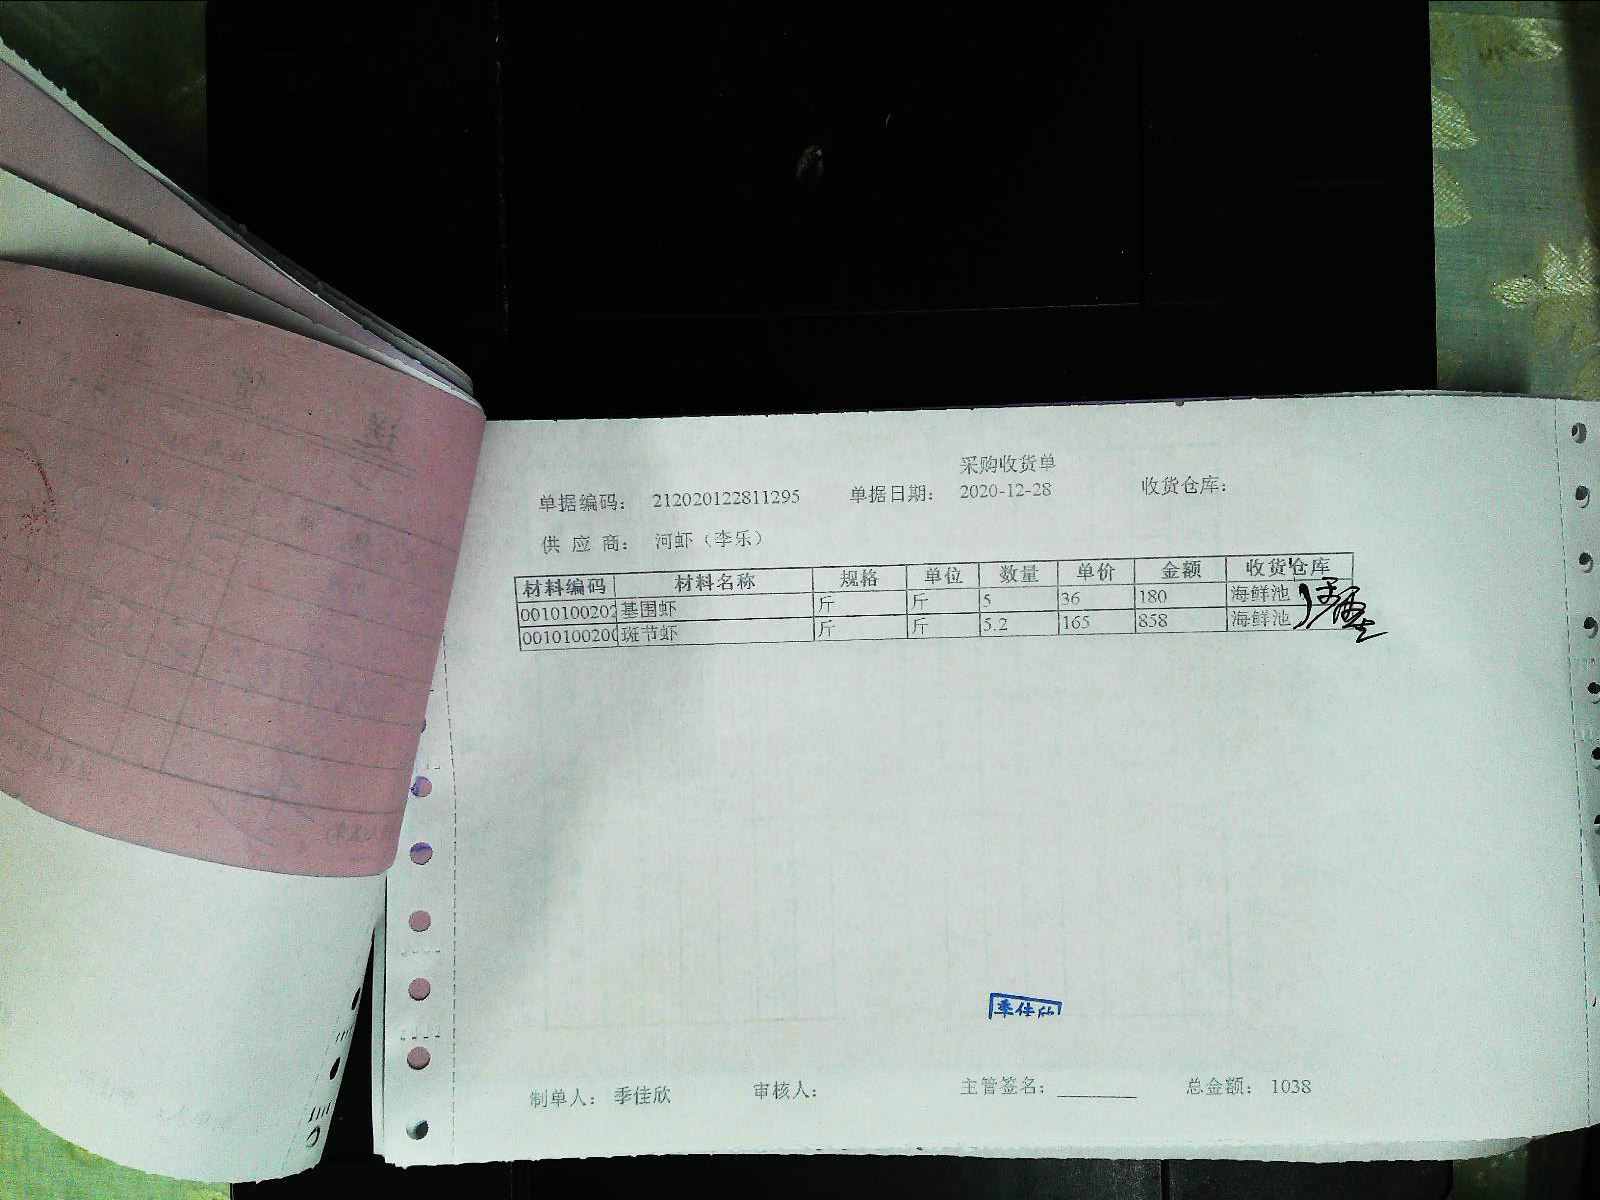 采购收货单
单据编码： 212020122811295 单据日期： 2020-12-28 收货仓库：
供 应 商： 河虾（李乐）
材料编码 材料名称 规格 单位 数量 单价 金额 收货仓库
001010020 基围虾 斤 斤 5 36 180 海鲜池
001010020 斑节虾 斤 斤 5.2 165 858 海鲜池
季佳欣
制单人： 季佳欣 审核人： 主管签名： 总金额： 1038